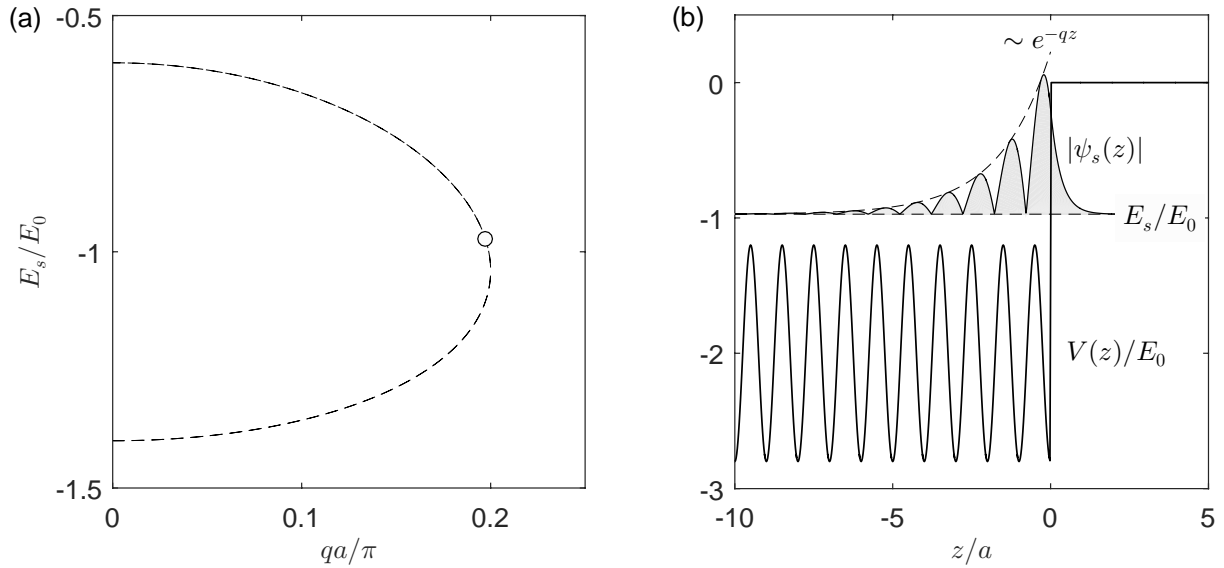 (a)
-0.5
-1
-1.5
E_s/E_0
0
0.1
0.2
qa/π
(b)
0
-1
-2
-3
∼ e^{-qz}
|ψ_s(z)|
E_s/E_0
V(z)/E_0
-10
-5
0
5
z/a